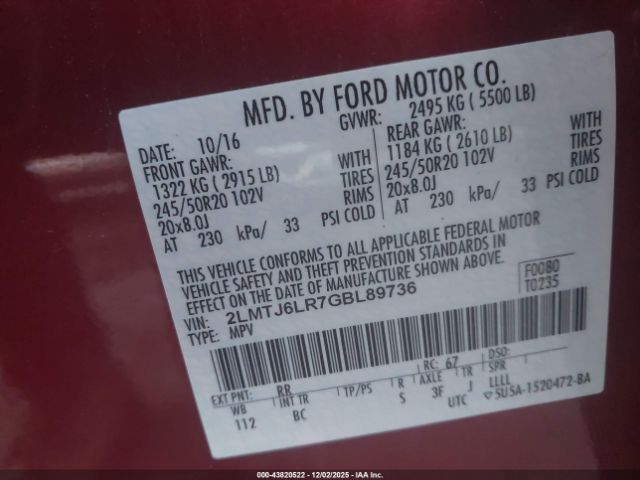 MFD. BY FORD MOTOR CO.
DATE: 10/16 GVWR: 2495 KG ( 5500 LB)
FRONT GAWR: REAR GAWR:
1322 KG ( 2915 LB) WITH 1184 KG ( 2610 LB) WITH
245/50R20 102V TIRES 245/50R20 102V TIRES
20x8.0J RIMS 20x8.0J RIMS
AT 230 kPa/ 33 PSI COLD AT 230 kPa/ 33 PSI COLD
THIS VEHICLE CONFORMS TO ALL APPLICABLE FEDERAL MOTOR
VEHICLE SAFETY AND THEFT PREVENTION STANDARDS IN
EFFECT ON THE DATE OF MANUFACTURE SHOWN ABOVE.
VIN: 2LMTJ6LR7GBL89736 F0080
TYPE: MPV T0235
EXT PNT: RR RC: 67 DSO:
WB INT TR TP/PS R AXLE TR SPR
112 BC S 3F J LLLL
UTC 5U5A-1520472-BA
000-43820522 - 12/02/2025 - IAA Inc.